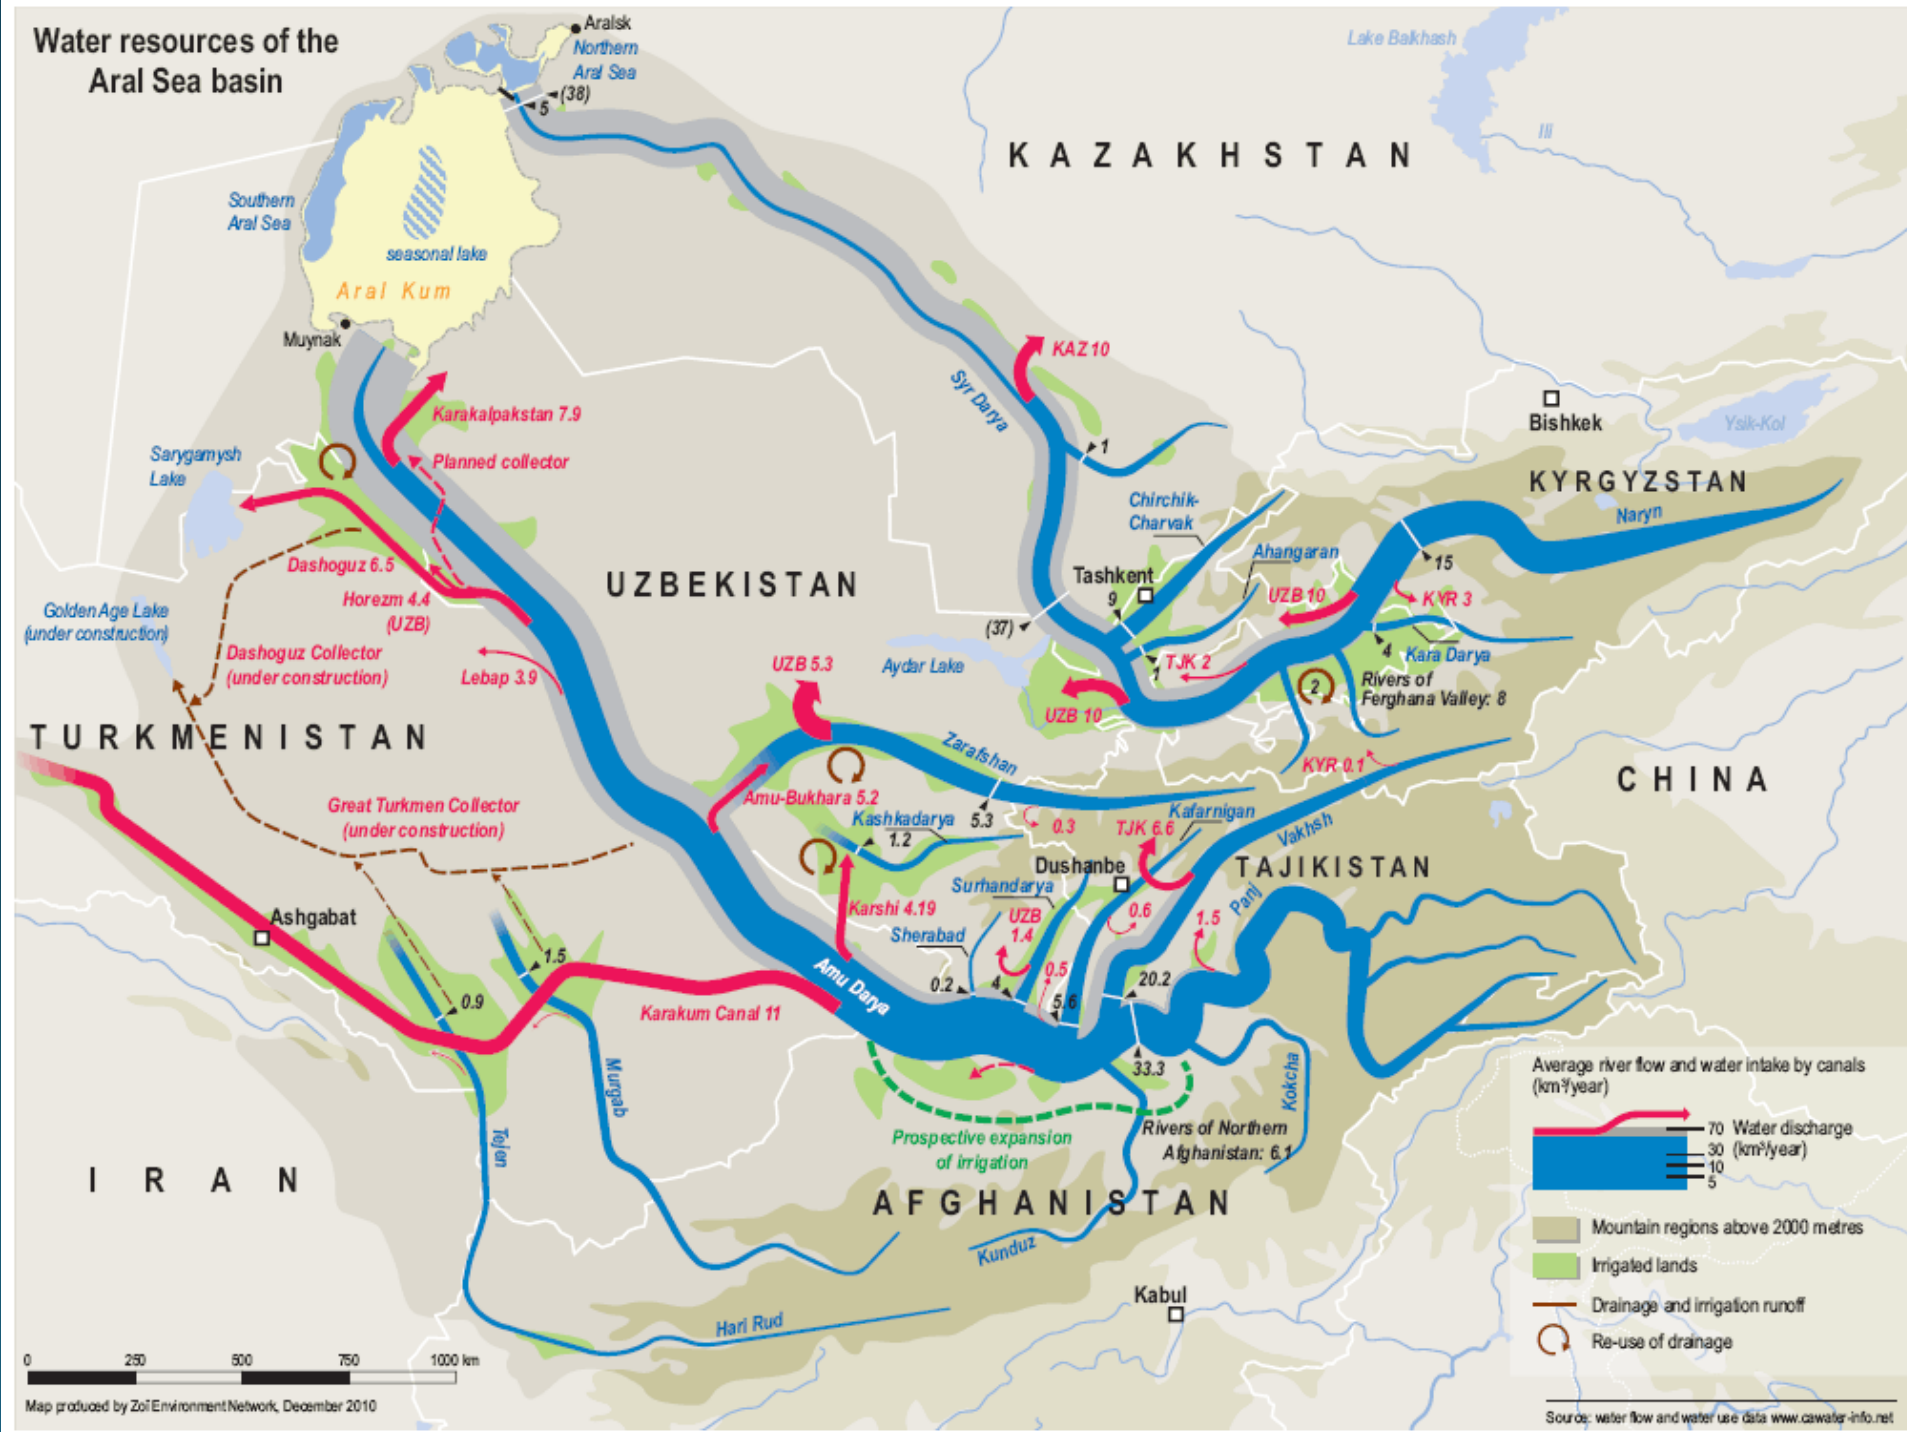 Water resources of the
Aral Sea basin
Aralsk
Northern
Aral Sea
(38)
5
Lake Balkhash
Ili
KAZAKHSTAN
Southern
Aral Sea
seasonal lake
Aral Kum
Muynak
KAZ 10
Syr Darya
Karakalpakstan 7.9
Planned collector
Sarygamysh
Lake
Bishkek
Ysik-Kol
1
KYRGYZSTAN
Naryn
Chirchik-
Charvak
Ahangaran
15
Dashoguz 6.5
Horezm 4.4
(UZB)
UZBEKISTAN
Tashkent
9
UZB 10
KYR 3
Golden Age Lake
(under construction)
(37)
4
Kara Darya
Dashoguz Collector
(under construction)
Lebap 3.9
UZB 5.3
Aydar Lake
TJK 2
1
2
Rivers of
Ferghana Valley: 8
UZB 10
TURKMENISTAN
Zarafshan
KYR 0.1
CHINA
Great Turkmen Collector
(under construction)
Amu-Bukhara 5.2
Kashkadarya
1.2
5.3
0.3
TJK 6.6
Kafarnigan
Vakhsh
Dushanbe
TAJIKISTAN
Surhandarya
Karshi 4.19
UZB
1.4
0.6
1.5
Panj
Ashgabat
Sherabad
Amu Darya
0.2
4
0.5
5.6
20.2
1.5
0.9
Karakum Canal 11
33.3
Murgab
Kokcha
Tejen
Prospective expansion
of irrigation
Rivers of Northern
Afghanistan: 6.1
IRAN
AFGHANISTAN
Kunduz
Kabul
Hari Rud
Average river flow and water intake by canals
(km³/year)
70 Water discharge
30 (km³/year)
10
5
Mountain regions above 2000 metres
Irrigated lands
Drainage and irrigation runoff
Re-use of drainage
0 250 500 750 1000 km
Map produced by Zoï Environment Network, December 2010
Source: water flow and water use data www.cawater-info.net